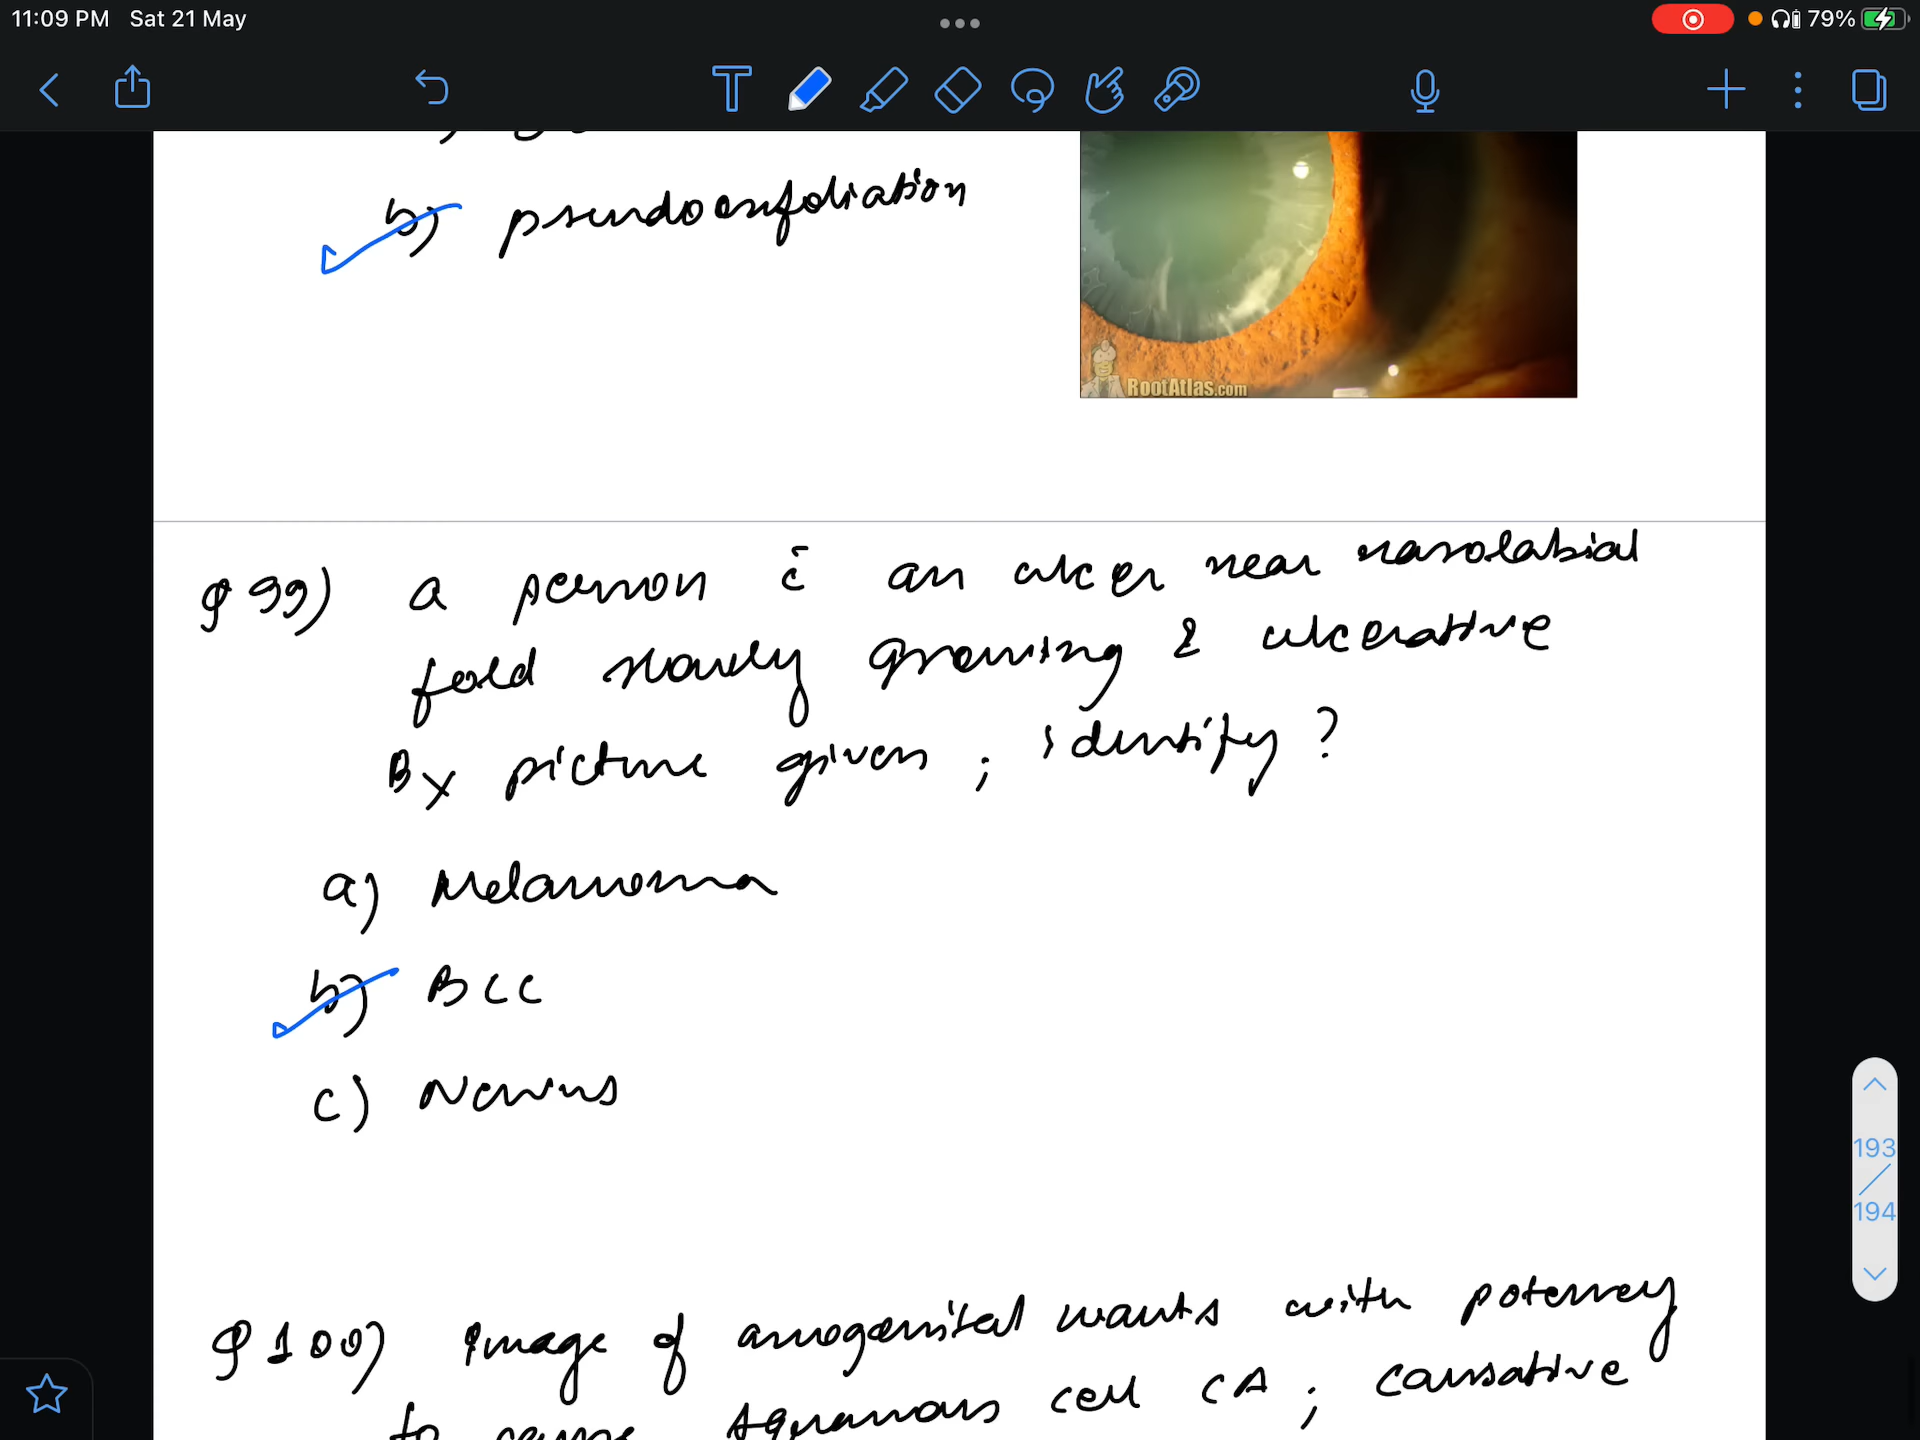 11:09 PM Sat 21 May
79%
b) pseudoexfoliation
RootAtlas.com
Q 99) a person c̄ an ulcer near nasolabial
fold slowly growing & ulcerative
Bx picture given ; identify ?
a) Melanoma
b) BCC
c) Nevus
193
194
Q 100) Image of anogenital warts with potency
to cause squamous cell CA ; causative